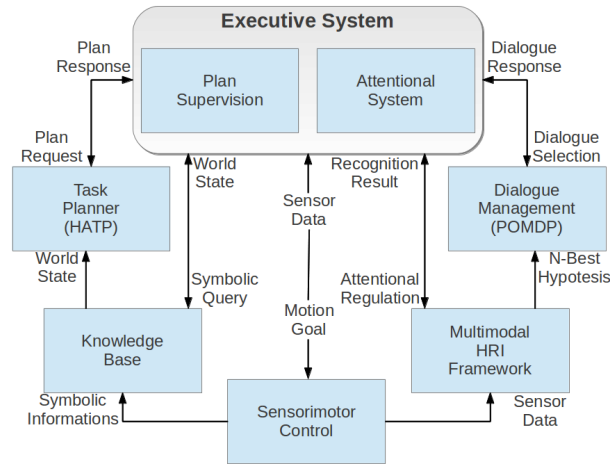 Executive System
Plan
Response
Plan
Supervision
Attentional
System
Dialogue
Response
Plan
Request
World
State
Recognition
Result
Dialogue
Selection
Task
Planner
(HATP)
Sensor
Data
Dialogue
Management
(POMDP)
World
State
Symbolic
Query
Attentional
Regulation
N-Best
Hypotesis
Motion
Goal
Knowledge
Base
Multimodal
HRI
Framework
Symbolic
Informations
Sensorimotor
Control
Sensor
Data